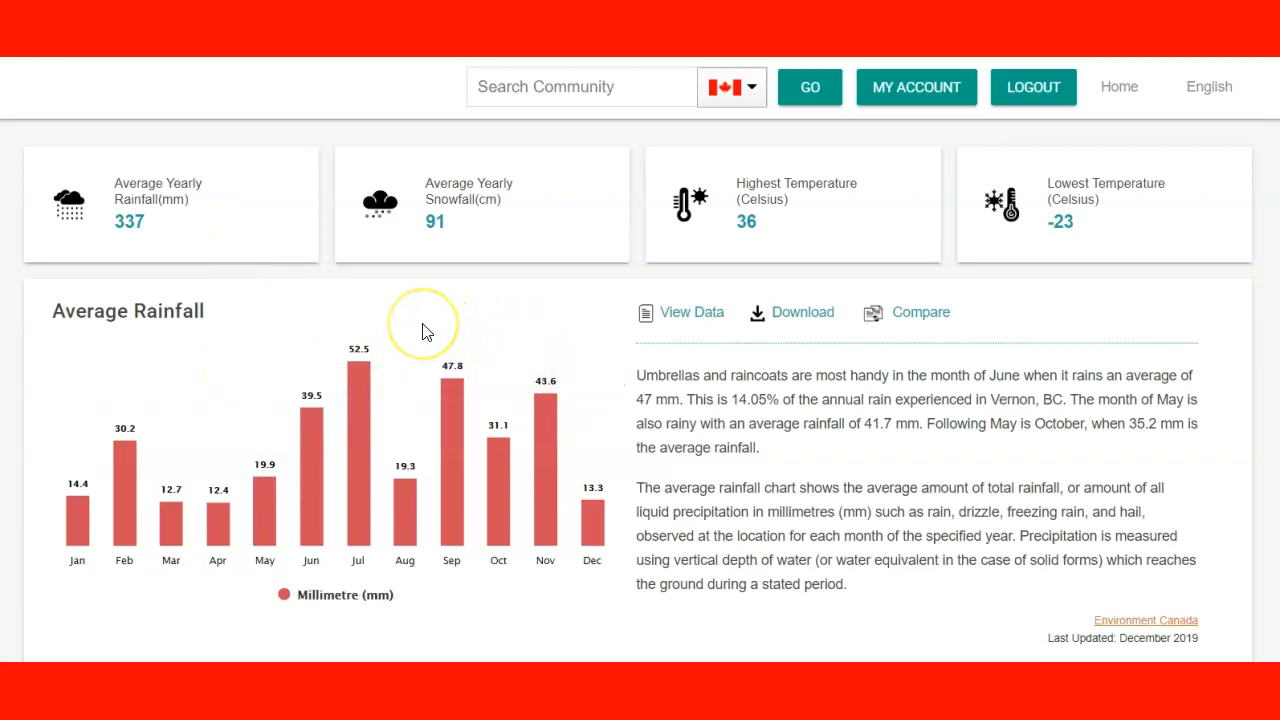 Search Community
GO
MY ACCOUNT
LOGOUT
Home
English
Average Yearly
Rainfall(mm)
337
Average Yearly
Snowfall(cm)
91
Highest Temperature
(Celsius)
36
Lowest Temperature
(Celsius)
-23
Average Rainfall
14.4
30.2
12.7
12.4
19.9
39.5
52.5
19.3
47.8
31.1
43.6
13.3
Jan Feb Mar Apr May Jun Jul Aug Sep Oct Nov Dec
Millimetre (mm)
View Data
Download
Compare
Umbrellas and raincoats are most handy in the month of June when it rains an average of
47 mm. This is 14.05% of the annual rain experienced in Vernon, BC. The month of May is
also rainy with an average rainfall of 41.7 mm. Following May is October, when 35.2 mm is
the average rainfall.
The average rainfall chart shows the average amount of total rainfall, or amount of all
liquid precipitation in millimetres (mm) such as rain, drizzle, freezing rain, and hail,
observed at the location for each month of the specified year. Precipitation is measured
using vertical depth of water (or water equivalent in the case of solid forms) which reaches
the ground during a stated period.
Environment Canada
Last Updated: December 2019